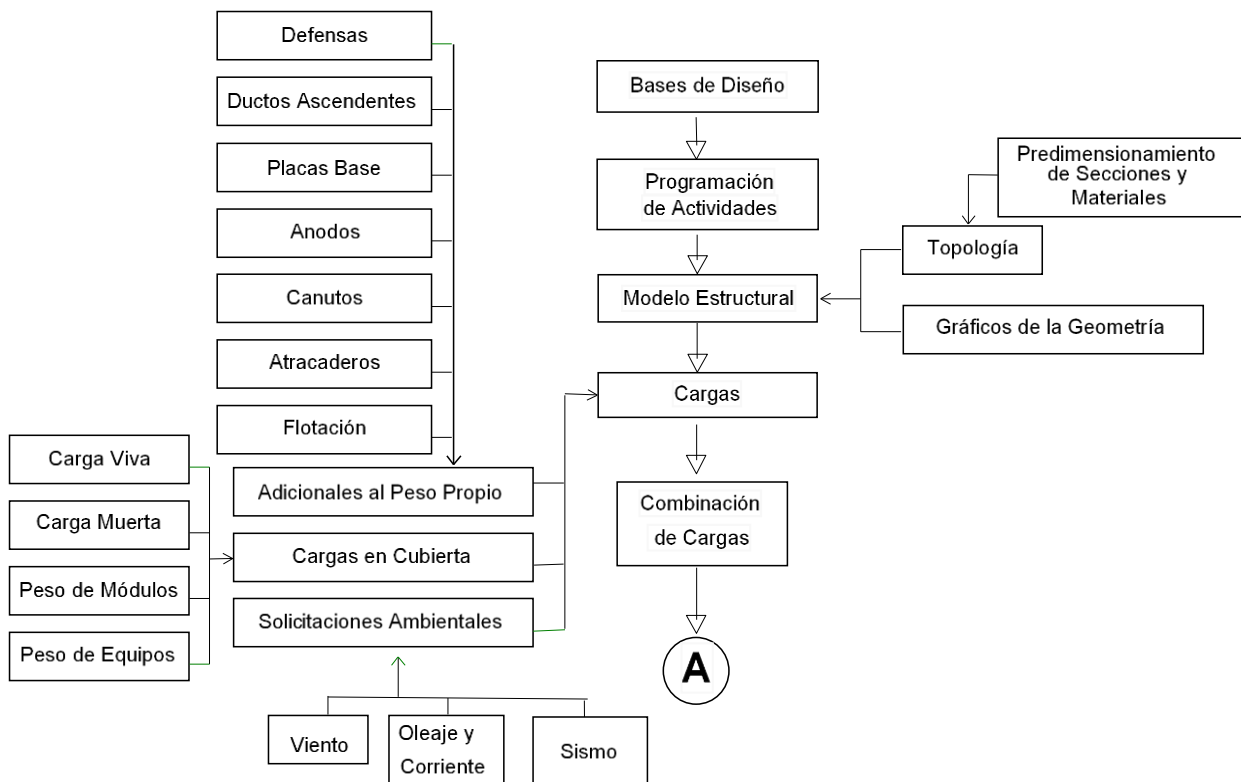 Defensas
Ductos Ascendentes
Placas Base
Anodos
Canutos
Atracaderos
Flotación
Carga Viva
Carga Muerta
Peso de Módulos
Peso de Equipos
Adicionales al Peso Propio
Cargas en Cubierta
Solicitaciones Ambientales
Viento
Oleaje y
Corriente
Sismo
Bases de Diseño
Programación
de Actividades
Modelo Estructural
Cargas
Combinación
de Cargas
A
Predimensionamiento
de Secciones y
Materiales
Topología
Gráficos de la Geometría